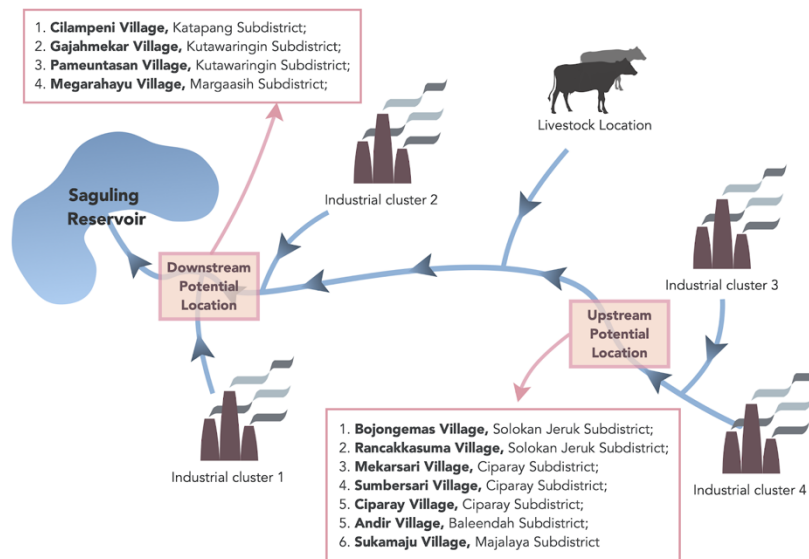 1. Cilampeni Village, Katapang Subdistrict;
2. Gajahmekar Village, Kutawaringin Subdistrict;
3. Pameuntasan Village, Kutawaringin Subdistrict;
4. Megarahayu Village, Margaasih Subdistrict;
Livestock Location
Saguling
Reservoir
Industrial cluster 2
Downstream
Potential
Location
Industrial cluster 3
Upstream
Potential
Location
Industrial cluster 1
1. Bojongemas Village, Solokan Jeruk Subdistrict;
2. Rancakkasuma Village, Solokan Jeruk Subdistrict;
3. Mekarsari Village, Ciparay Subdistrict;
4. Sumbersari Village, Ciparay Subdistrict;
5. Ciparay Village, Ciparay Subdistrict;
5. Andir Village, Baleendah Subdistrict;
6. Sukamaju Village, Majalaya Subdistrict
Industrial cluster 4